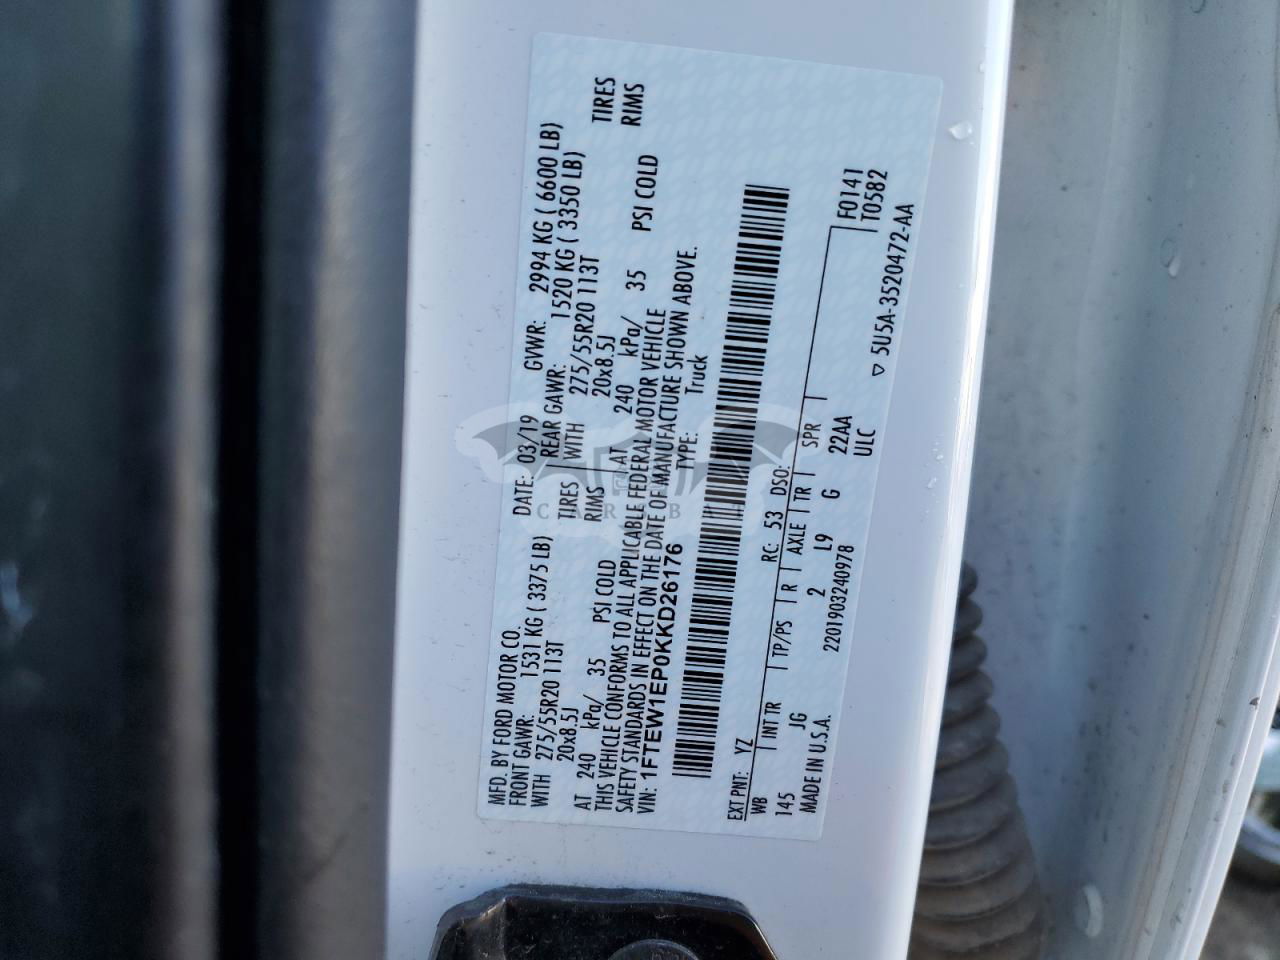 MFD. BY FORD MOTOR CO. DATE: 03/19 GVWR: 2994 KG ( 6600 LB)
FRONT GAWR: 1531 KG ( 3375 LB) REAR GAWR: 1520 KG ( 3350 LB)
WITH 275/55R20 113T TIRES WITH 275/55R20 113T TIRES
20x8.5J RIMS 20x8.5J RIMS
AT 240 kPa/ 35 PSI COLD AT 240 kPa/ 35 PSI COLD
THIS VEHICLE CONFORMS TO ALL APPLICABLE FEDERAL MOTOR VEHICLE
SAFETY STANDARDS IN EFFECT ON THE DATE OF MANUFACTURE SHOWN ABOVE.
VIN: 1FTEW1EP0KKD26176 TYPE: Truck
EXT PNT: YZ RC: 53 DSO: F0141
WB INT TR TP/PS R AXLE TR SPR T0582
145 JG 2 L9 G 22AA
MADE IN U.S.A. 2201903240978 ULC
▽ 5U5A-3520472-AA
CARSBAT